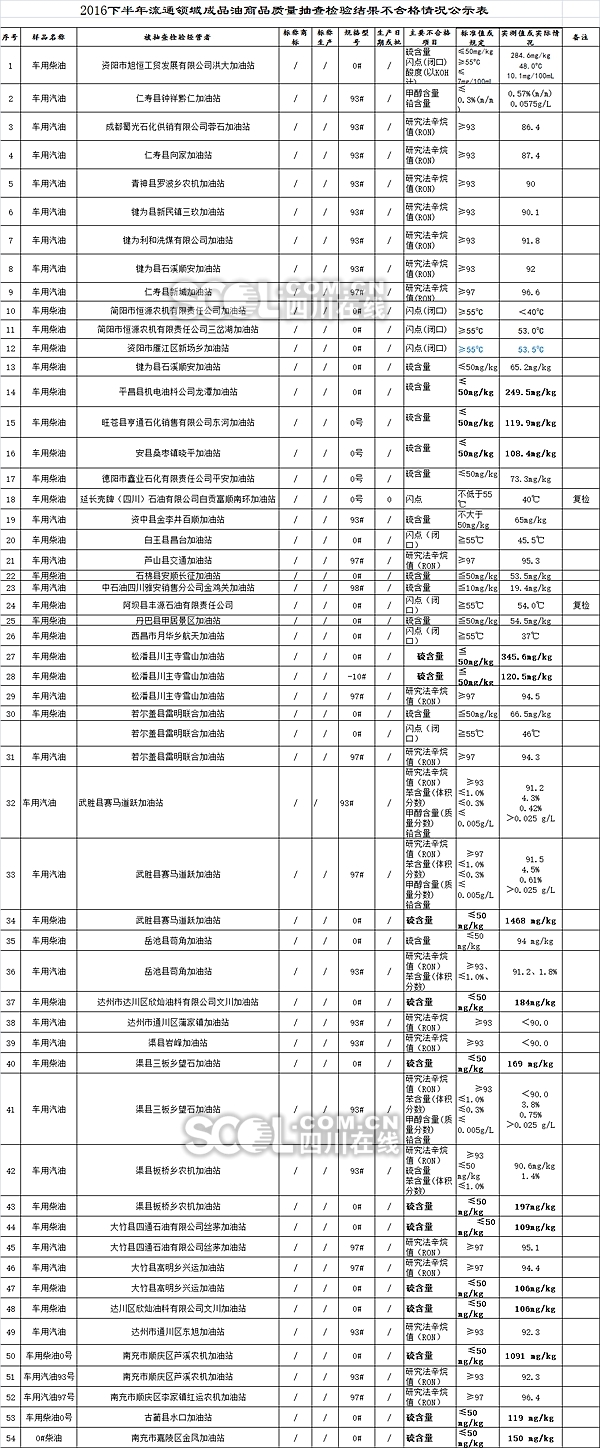 2016下半年流通领域成品油商品质量抽查检验结果不合格情况公示表
序号 样品名称 被抽查检验经营者 标称商标 标称生产 规格型号 生产日期或批 主要不合格项目 标准值或规定 实测值或实际情况 备注
1 车用柴油 资阳市旭恒工贸发展有限公司洪大加油站 / / 0# / 硫含量 闪点(闭口) 酸度(以KOH计) ≤50mg/kg ≥55℃ ≤7mg/100mL 284.6mg/kg 48.0℃ 10.1mg/100mL
2 车用汽油 仁寿县钟祥黔仁加油站 / / 93# / 甲醇含量 铅含量 ≤0.3%(m/m) 0.57%(m/m) 0.0575g/L
3 车用汽油 成都蜀光石化供销有限公司蓉石加油站 / / 93# / 研究法辛烷值(RON) ≥93 86.4
4 车用汽油 仁寿县向家加油站 / / 93# / 研究法辛烷值(RON) ≥93 87.4
5 车用汽油 青神县罗波乡农机加油站 / / 93# / 研究法辛烷值(RON) ≥93 90
6 车用汽油 犍为县新民镇三玖加油站 / / 93# / 研究法辛烷值(RON) ≥93 90.1
7 车用汽油 犍为利和洗煤有限公司加油站 / / 93# / 研究法辛烷值(RON) ≥93 91.8
8 车用汽油 犍为县石溪顺安加油站 / / 93# / 研究法辛烷值(RON) ≥93 92
9 车用汽油 仁寿县新城加油站 / / 97# / 研究法辛烷值(RON) ≥97 96.6
10 车用柴油 简阳市恒源农机有限责任公司加油站 / / 0# / 闪点(闭口) ≥55℃ <40℃
11 车用柴油 简阳市恒源农机有限责任公司三岔湖加油站 / / 0# / 闪点(闭口) ≥55℃ 53.0℃
12 车用柴油 资阳市雁江区新场乡加油站 / / 0# / 闪点(闭口) ≥55℃ 53.5℃
13 车用柴油 犍为县石溪顺安加油站 / / 0# / 硫含量 ≤50mg/kg 65.2mg/kg
14 车用柴油 平昌县机电油料公司龙潭加油站 / / 0# / 硫含量 ≤50mg/kg 249.5mg/kg
15 车用柴油 旺苍县亨通石化销售有限公司东河加油站 / / 0号 / 硫含量 ≤50mg/kg 119.9mg/kg
16 车用柴油 安县桑枣镇晓平加油站 / / 0号 / 硫含量 ≤50mg/kg 108.4mg/kg
17 车用柴油 德阳市鑫业石化有限责任公司平安加油站 / / 0号 / 硫含量 ≤50mg/kg 73.3mg/kg
18 车用柴油 延长壳牌（四川）石油有限公司自贡富顺南环加油站 / / 0号 0 闪点 不低于55℃ 40℃ 复检
19 车用汽油 资中县金李井百顺加油站 / / 93# / 硫含量 不大于50mg/kg 65mg/kg
20 车用柴油 白玉县昌台加油站 / / 0# / 闪点（闭口） ≥55℃ 45.5℃
21 车用汽油 芦山县交通加油站 / / 97# / 研究法辛烷值（RON） ≥97 95.3
22 车用柴油 石棉县安顺长征加油站 / / 0# / 硫含量 ≦50mg/kg 53.5mg/kg
23 车用汽油 中石油四川雅安销售分公司金鸡关加油站 / / 98# / 硫含量 ≦10mg/kg 19.4mg/kg
24 车用柴油 阿坝县丰源石油有限责任公司 / / 0# / 闪点（闭口） ≥55℃ 54.0℃ 复检
25 车用柴油 丹巴县甲居景区加油站 / / 0# / 硫含量 ≦50mg/kg 54.5mg/kg
26 车用柴油 西昌市月华乡航天加油站 / / 0# / 闪点（闭口） ≥55℃ 37℃
27 车用柴油 松潘县川主寺雪山加油站 / / 0# / 硫含量 ≦50mg/kg 345.6mg/kg
28 车用柴油 松潘县川主寺雪山加油站 / / -10# / 硫含量 ≦50mg/kg 120.5mg/kg
29 车用汽油 松潘县川主寺雪山加油站 / / 97# / 研究法辛烷值（RON） ≥97 94.5
30 车用柴油 若尔盖县雷明联合加油站 / / 0# / 硫含量 ≦50mg/kg 66.5mg/kg
若尔盖县雷明联合加油站 / / 0# / 闪点（闭口） ≥55℃ 46℃
31 车用汽油 若尔盖县雷明联合加油站 / / 97# / 研究法辛烷值（RON） ≥97 94.3
32 车用汽油 武胜县赛马道跃加油站 / / 93# / 研究法辛烷值（RON） 苯含量(体积分数) 甲醇含量(质量分数) 铅含量 ≥93 ≤1.0% ≤0.3% ≤0.005g/L 91.2 4.3% 0.42% >0.025 g/L
33 车用汽油 武胜县赛马道跃加油站 / / 97# / 研究法辛烷值（RON） 苯含量(体积分数) 甲醇含量(质量分数) 铅含量 ≥97 ≤1.0% ≤0.3% ≤0.005g/L 91.5 4.5% 0.61% >0.025 g/L
34 车用柴油 武胜县赛马道跃加油站 / / 0# / 硫含量 ≤50mg/kg 1468 mg/kg
35 车用柴油 岳池县苟角加油站 / / 0# / 硫含量 ≤50mg/kg 94 mg/kg
36 车用汽油 岳池县苟角加油站 / / 93# / 研究法辛烷值（RON） 苯含量(体积分数) ≥93、≤1.0%、 91.2、1.8%
37 车用柴油 达州市达川区欣灿油料有限公司文川加油站 / / 0# / 硫含量 ≤50mg/kg 184mg/kg
38 车用汽油 达州市通川区蒲家镇加油站 / / 93# / 研究法辛烷值（RON） ≥93 <90.0
39 车用汽油 渠县岩峰加油站 / / 93# / 研究法辛烷值（RON） ≥93 <90.0
40 车用柴油 渠县三板乡望石加油站 / / 0# / 硫含量 ≤50mg/kg 169 mg/kg
41 车用汽油 渠县三板乡望石加油站 / / 93# / 研究法辛烷值（RON） 苯含量(体积分数) 甲醇含量(质量分数) 铅含量 ≥93 ≤1.0% ≤0.3% ≤0.005g/L <90.0 3.8% 0.75% >0.025 g/L
42 车用汽油 渠县板桥乡农机加油站 / / 93# / 研究法辛烷值（RON） 硫含量 苯含量(体积分数) ≥93 ≤50mg/kg ≤1.0% 90.6mg/kg 1.4%
43 车用柴油 渠县板桥乡农机加油站 / / 0# / 硫含量 ≤50mg/kg 197mg/kg
44 车用柴油 大竹县四通石油有限公司丝茅加油站 / / 0# / 硫含量 ≤50mg/kg 109mg/kg
45 车用汽油 大竹县四通石油有限公司丝茅加油站 / / 97# / 研究法辛烷值（RON） ≥97 95.1
46 车用汽油 大竹县高明乡兴运加油站 / / 97# / 研究法辛烷值（RON） ≥97 94.4
47 车用柴油 大竹县高明乡兴运加油站 / / 0# / 硫含量 ≤50mg/kg 106mg/kg
48 车用柴油 达川区欣灿油料有限公司文川加油站 / / 0# / 硫含量 ≤50mg/kg 106mg/kg
49 车用汽油 达州市通川区东旭加油站 / / 93# / 研究法辛烷值（RON） ≥93 92.3
50 车用柴油0号 南充市顺庆区芦溪农机加油站 / / 0# / 硫含量 ≤50mg/kg 1091 mg/kg
51 车用汽油93号 南充市顺庆区芦溪农机加油站 / / 93# / 研究法辛烷值（RON） ≥93 92.3
52 车用汽油97号 南充市顺庆区李家镇红运农机加油站 / / 97# / 研究法辛烷值（RON） ≥97 96.4
53 车用柴油0号 古蔺县水口加油站 / / 0# / 硫含量 ≤50mg/kg 119 mg/kg
54 0#柴油 南充市嘉陵区金凤加油站 / / 0# / 硫含量 ≤50mg/kg 150 mg/kg
SCOL.COM.CN
四川在线
SCOL.COM.CN
四川在线